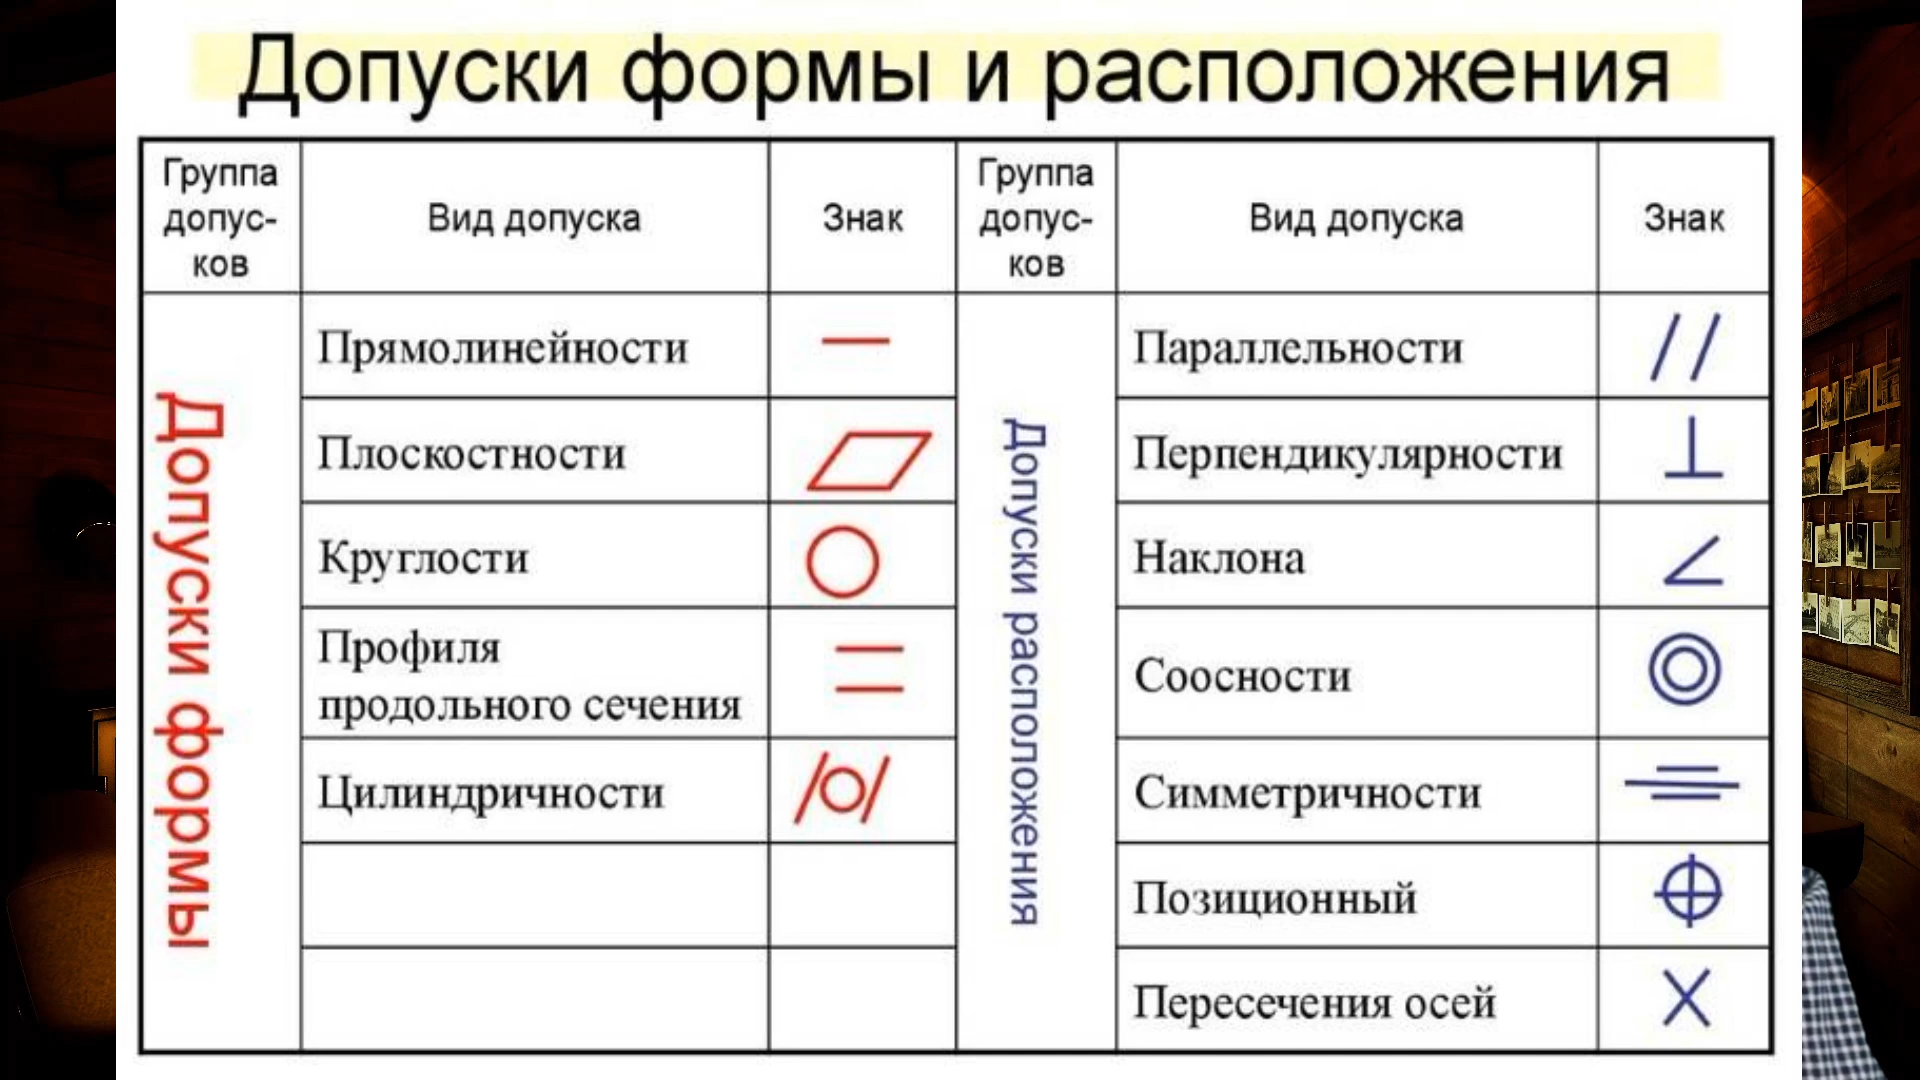 Допуски формы и расположения
Группа
допус-
ков
Вид допуска
Знак
Группа
допус-
ков
Вид допуска
Знак
Допуски формы
Прямолинейности
Плоскостности
Круглости
Профиля
продольного сечения
Цилиндричности
Допуски расположения
Параллельности
Перпендикулярности
Наклона
Соосности
Симметричности
Позиционный
Пересечения осей